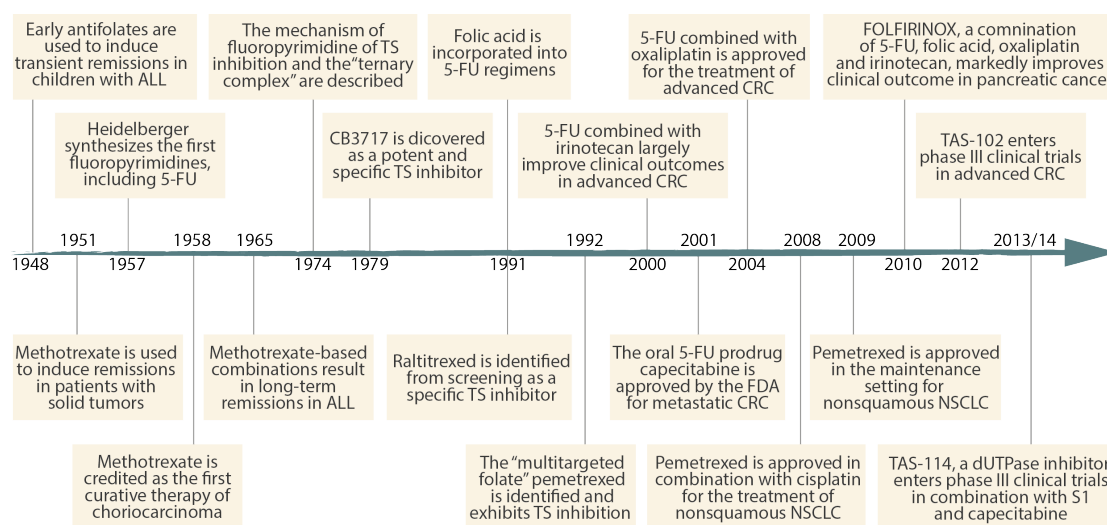 Early antifolates are
used to induce
transient remissions in
children with ALL
The mechanism of
fluoropyrimidine of TS
inhibition and the“ternary
complex” are described
Folic acid is
incorporated into
5-FU regimens
5-FU combined with
oxaliplatin is approved
for the treatment of
advanced CRC
FOLFIRINOX, a comnination
of 5-FU, folic acid, oxaliplatin
and irinotecan, markedly improves
clinical outcome in pancreatic cance
Heidelberger
synthesizes the first
fluoropyrimidines,
including 5-FU
CB3717 is dicovered
as a potent and
specific TS inhibitor
5-FU combined with
irinotecan largely
improve clinical outcomes
in advanced CRC
TAS-102 enters
phase III clinical trials
in advanced CRC
1951 1958 1965 1992 2001 2008 2009 2013/14
1948 1957 1974 1979 1991 2000 2004 2010 2012
Methotrexate is used
to induce remissions
in patients with
solid tumors
Methotrexate-based
combinations result
in long-term
remissions in ALL
Raltitrexed is identified
from screening as a
specific TS inhibitor
The oral 5-FU prodrug
capecitabine is
approved by the FDA
for metastatic CRC
Pemetrexed is approved
in the maintenance
setting for
nonsquamous NSCLC
Methotrexate is
credited as the first
curative therapy of
choriocarcinoma
The “multitargeted
folate” pemetrexed
is identified and
exhibits TS inhibition
Pemetrexed is approved in
combination with cisplatin
for the treatment of
nonsquamous NSCLC
TAS-114, a dUTPase inhibitor
enters phase III clinical trials
in combination with S1
and capecitabine